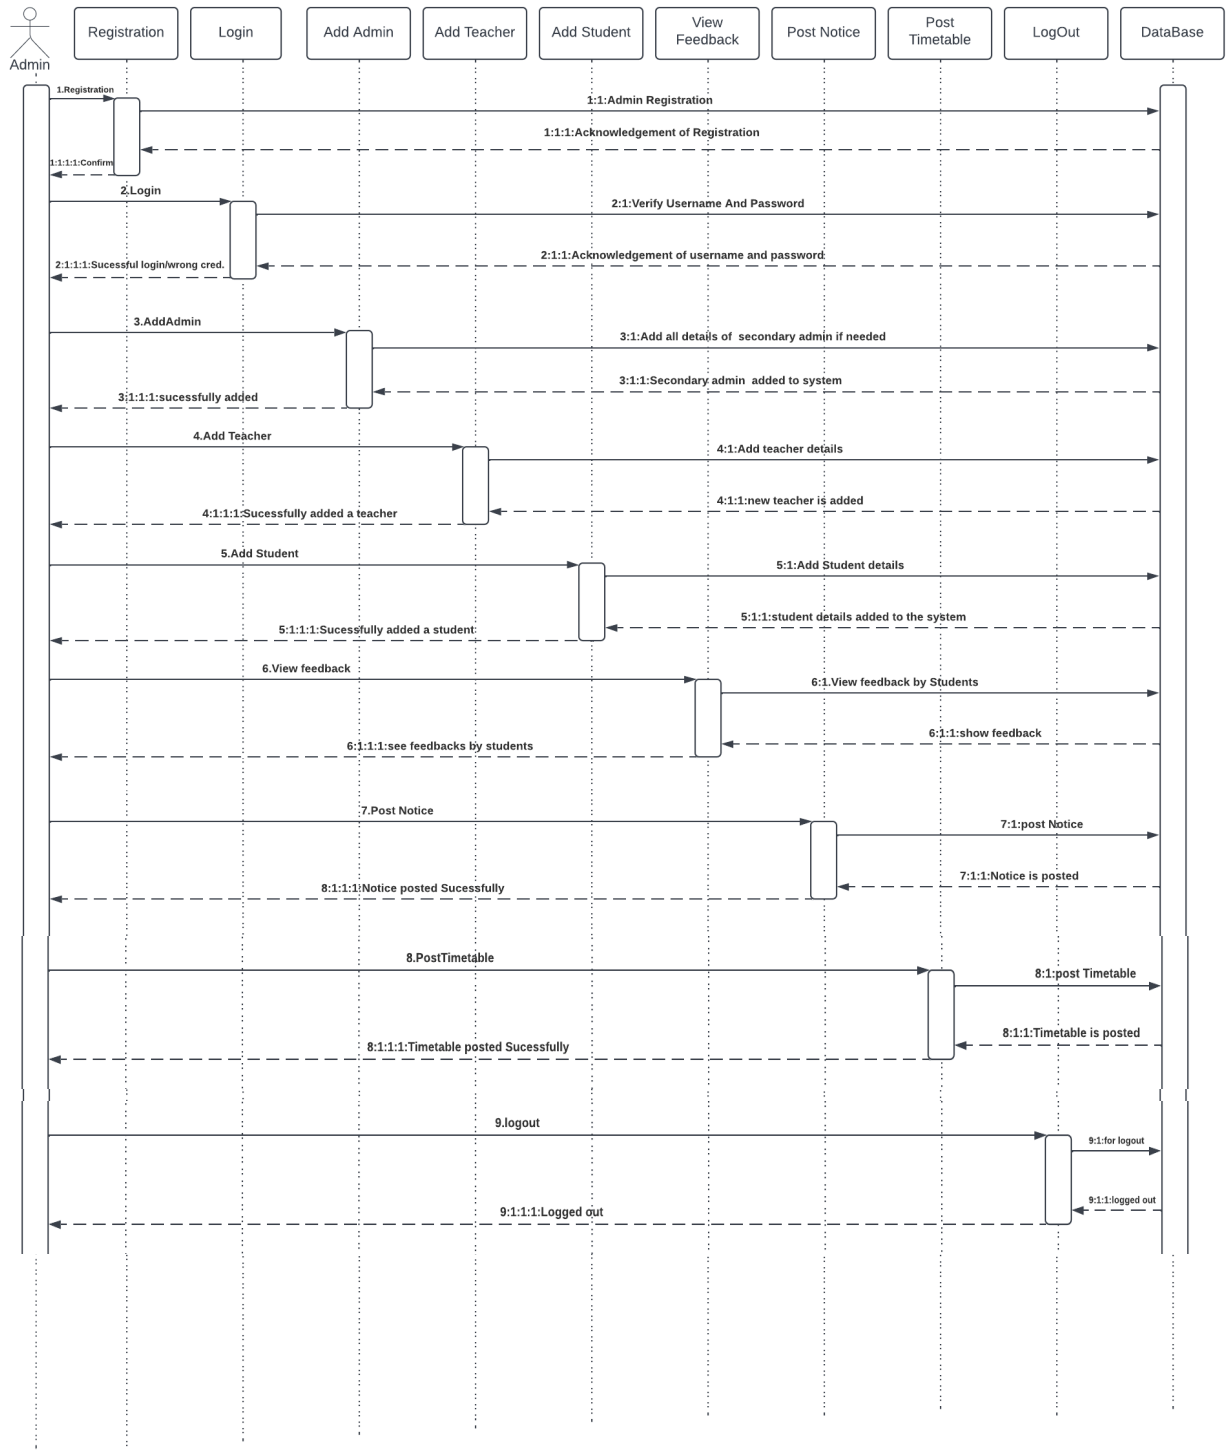 Admin
Registration
Login
Add Admin
Add Teacher
Add Student
View
Feedback
Post Notice
Post
Timetable
LogOut
DataBase
1.Registration
1:1:Admin Registration
1:1:1:Acknowledgement of Registration
1:1:1:1:Confirm
2.Login
2:1:Verify Username And Password
2:1:1:Acknowledgement of username and password
2:1:1:1:Sucessful login/wrong cred.
3.AddAdmin
3:1:Add all details of  secondary admin if needed
3:1:1:Secondary admin  added to system
3:1:1:1:sucessfully added
4.Add Teacher
4:1:Add teacher details
4:1:1:new teacher is added
4:1:1:1:Sucessfully added a teacher
5.Add Student
5:1:Add Student details
5:1:1:student details added to the system
5:1:1:1:Sucessfully added a student
6.View feedback
6:1.View feedback by Students
6:1:1:show feedback
6:1:1:1:see feedbacks by students
7.Post Notice
7:1:post Notice
7:1:1:Notice is posted
8:1:1:1:Notice posted Sucessfully
8.PostTimetable
8:1:post Timetable
8:1:1:Timetable is posted
8:1:1:1:Timetable posted Sucessfully
9.logout
9:1:for logout
9:1:1:logged out
9:1:1:1:Logged out